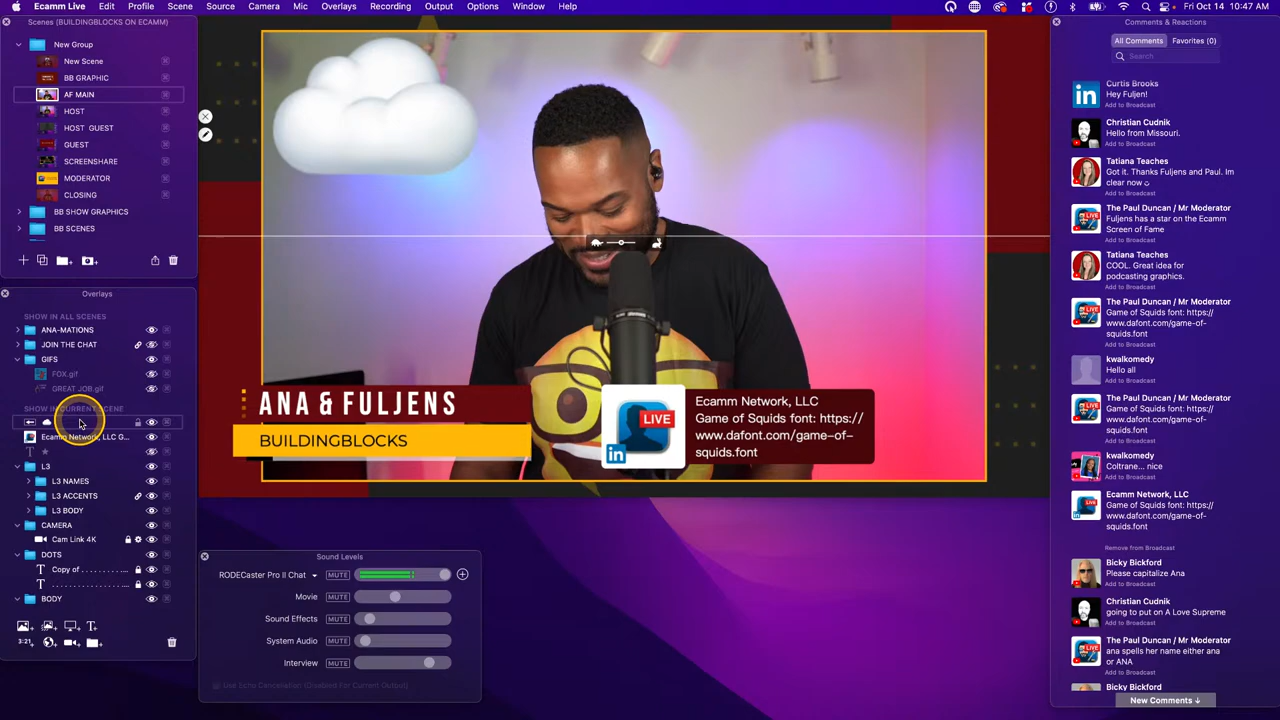 Ecamm Live File Edit Profile Scene Source Camera Mic Overlays Recording Output Options Window Help
Fri Oct 14 10:47 AM
Scenes (BUILDINGBLOCKS ON ECAMM)
New Group
New Scene
BB GRAPHIC
AF MAIN
HOST
HOST GUEST
GUEST
SCREENSHARE
MODERATOR
CLOSING
BB SHOW GRAPHICS
BB SCENES
Overlays
SHOW IN ALL SCENES
ANA-MATIONS
JOIN THE CHAT
GIFS
FOX.gif
GREAT JOB.gif
SHOW IN CURRENT SCENE
Ecamm Network, LLC G...
L3
L3 NAMES
L3 ACCENTS
L3 BODY
CAMERA
Cam Link 4K
DOTS
Copy of . . . . . . . . ...
. . . . . . . . . . . . . ...
BODY
3:21
ANA & FULJENS
BUILDINGBLOCKS
LIVE
in
Ecamm Network, LLC
Game of Squids font: https://
www.dafont.com/game-of-
squids.font
Sound Levels
RODECaster Pro II Chat MUTE
Movie MUTE
Sound Effects MUTE
System Audio MUTE
Interview MUTE
Use Echo Cancellation (Disabled For Current Output)
Comments & Reactions
All Comments Favorites (0)
Search
Curtis Brooks
Hey Fuljen!
Add to Broadcast
Christian Cudnik
Hello from Missouri.
Add to Broadcast
Tatiana Teaches
Got it. Thanks Fuljens and Paul. Im
clear now
Add to Broadcast
The Paul Duncan / Mr Moderator
Fuljens has a star on the Ecamm
Screen of Fame
Add to Broadcast
Tatiana Teaches
COOL. Great idea for
podcasting graphics.
Add to Broadcast
The Paul Duncan / Mr Moderator
Game of Squids font: https://
www.dafont.com/game-of-
squids.font
Add to Broadcast
kwalkomedy
Hello all
Add to Broadcast
The Paul Duncan / Mr Moderator
Game of Squids font: https://
www.dafont.com/game-of-
squids.font
Add to Broadcast
kwalkomedy
Coltrane... nice
Add to Broadcast
Ecamm Network, LLC
Game of Squids font: https://
www.dafont.com/game-of-
squids.font
Remove from Broadcast
Bicky Bickford
Please capitalize Ana
Add to Broadcast
Christian Cudnik
going to put on A Love Supreme
Add to Broadcast
The Paul Duncan / Mr Moderator
ana spells her name either ana
or ANA
Add to Broadcast
Bicky Bickford
New Comments ↓